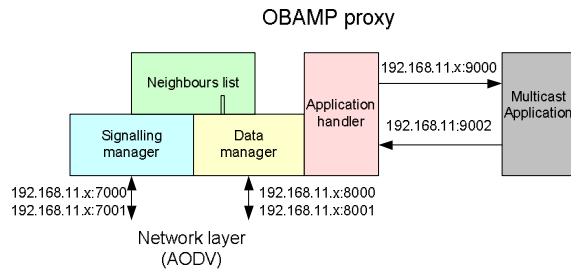 OBAMP proxy
Neighbours list
Signalling
manager
Data
manager
Application
handler
192.168.11.x:9000
192.168.11:9002
Multicast
Application
192.168.11.x:7000
192.168.11.x:7001
192.168.11.x:8000
192.168.11.x:8001
Network layer
(AODV)